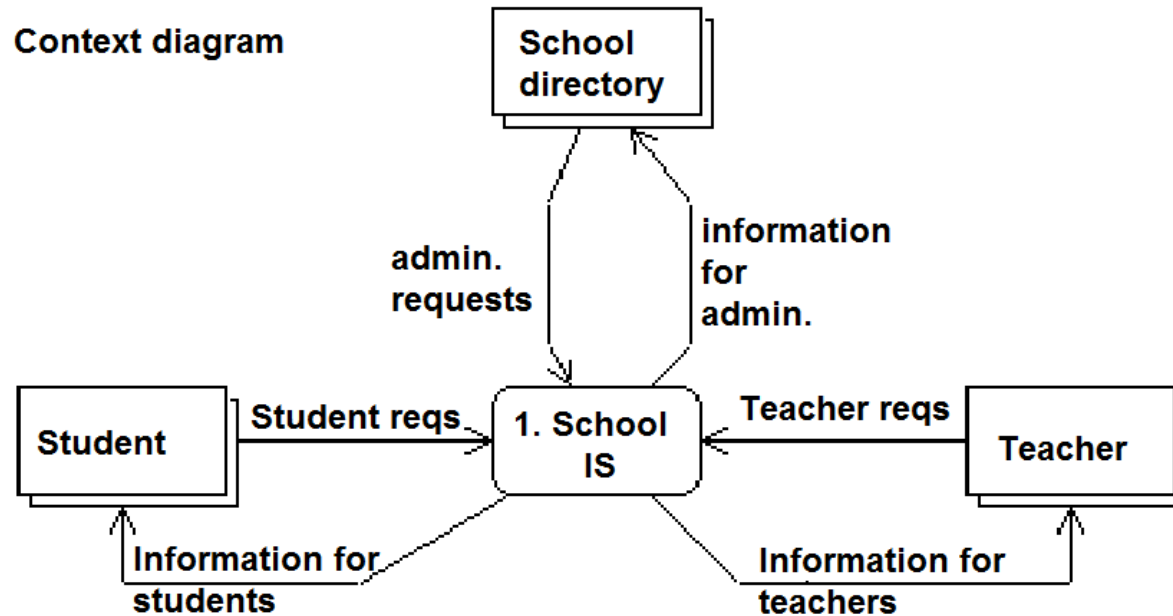 Context diagram
School
directory
admin.
requests
information
for
admin.
Student
Student reqs
1. School
IS
Teacher reqs
Teacher
Information for
students
Information for
teachers